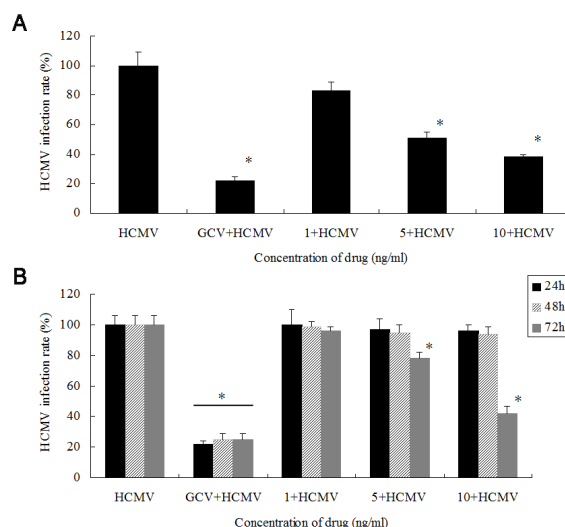 A
120
100
80
60
40
20
0
HCMV infection rate (%)
*
*
*
HCMV GCV+HCMV 1+HCMV 5+HCMV 10+HCMV
Concentration of drug (ng/ml)
B
24h
48h
72h
120
100
80
60
40
20
0
HCMV infection rate (%)
*
*
*
HCMV GCV+HCMV 1+HCMV 5+HCMV 10+HCMV
Concentration of drug (ng/ml)